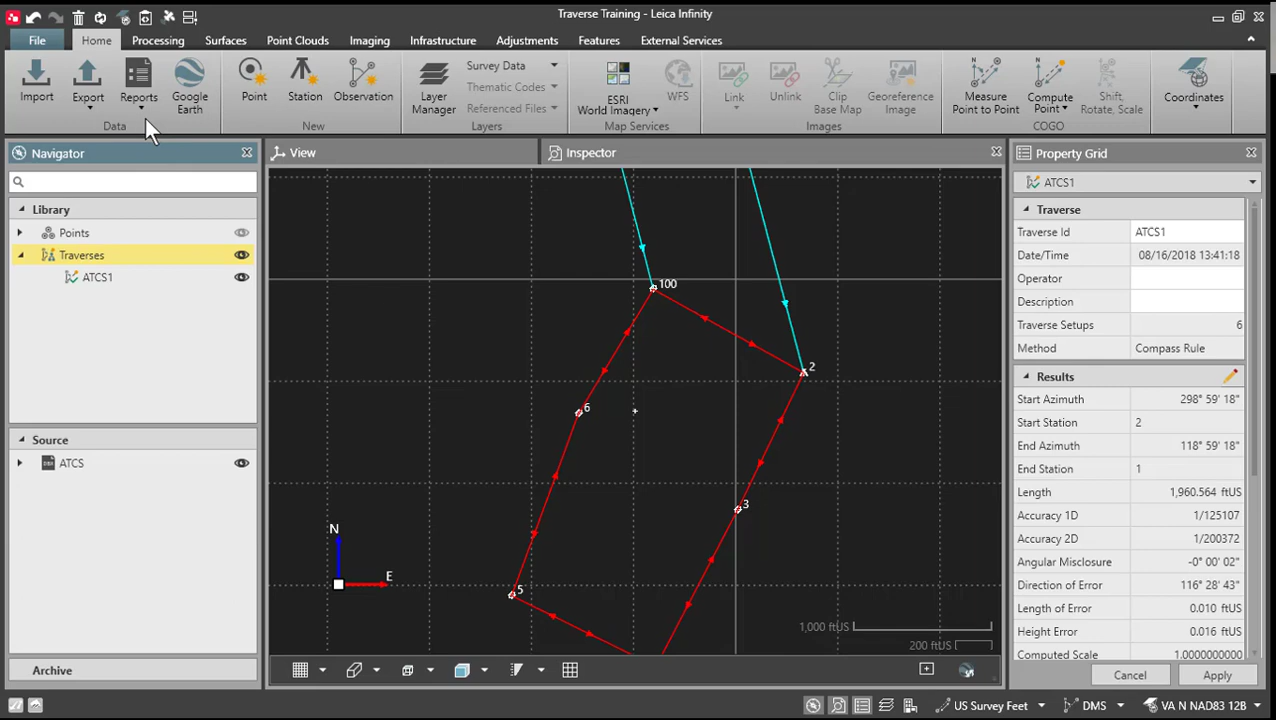 Traverse Training - Leica Infinity
File Home Processing Surfaces Point Clouds Imaging Infrastructure Adjustments Features External Services
Import Export Reports Google Earth
Data
Point Station Observation
New
Layer Manager
Survey Data
Thematic Codes
Referenced Files
Layers
ESRI World Imagery WFS
Map Services
Link Unlink Clip Base Map Georeference Image
Images
Measure Point to Point Compute Point Shift, Rotate, Scale
COGO
Coordinates
Navigator
Library
Points
Traverses
ATCS1
Source
ATCS
Archive
View
Inspector
100
2
6
3
5
N
E
1,000 ftUS
200 ftUS
Property Grid
ATCS1
Traverse
Traverse Id ATCS1
Date/Time 08/16/2018 13:41:18
Operator
Description
Traverse Setups 6
Method Compass Rule
Results
Start Azimuth 298° 59' 18"
Start Station 2
End Azimuth 118° 59' 18"
End Station 1
Length 1,960.564 ftUS
Accuracy 1D 1/125107
Accuracy 2D 1/200372
Angular Misclosure -0° 00' 02"
Direction of Error 116° 28' 43"
Length of Error 0.010 ftUS
Height Error 0.016 ftUS
Computed Scale 1.0000000000
Cancel Apply
US Survey Feet DMS VA N NAD83 12B